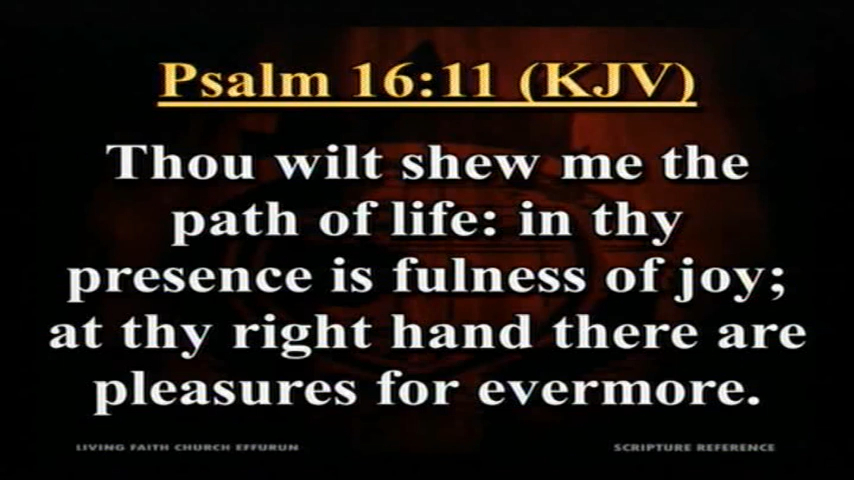 Psalm 16:11 (KJV)
Thou wilt shew me the
path of life: in thy
presence is fulness of joy;
at thy right hand there are
pleasures for evermore.
LIVING FAITH CHURCH EFFURUN
SCRIPTURE REFERENCE